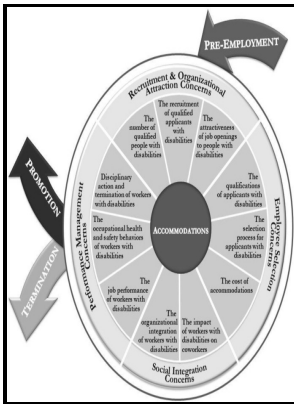 PRE-EMPLOYMENT
Recruitment & Organizational
Attraction Concerns
The recruitment
of qualified
applicants
with
disabilities
The
attractiveness
of job openings
to people with
disabilities
The
qualifications
of applicants with
disabilities
The
selection
process for
applicants with
disabilities
Employee Selection
Concerns
The cost of
accommodations
The impact
of workers with
disabilities on
coworkers
The
organizational
integration
of workers with
disabilities
Social Integration
Concerns
The
job performance
of workers with
disabilities
The
occupational health
and safety behaviors
of workers with
disabilities
Disciplinary
action and
termination of workers
with disabilities
Performance Management
Concerns
The
number of
qualified
people with
disabilities
ACCOMMODATIONS
PROMOTION
TERMINATION